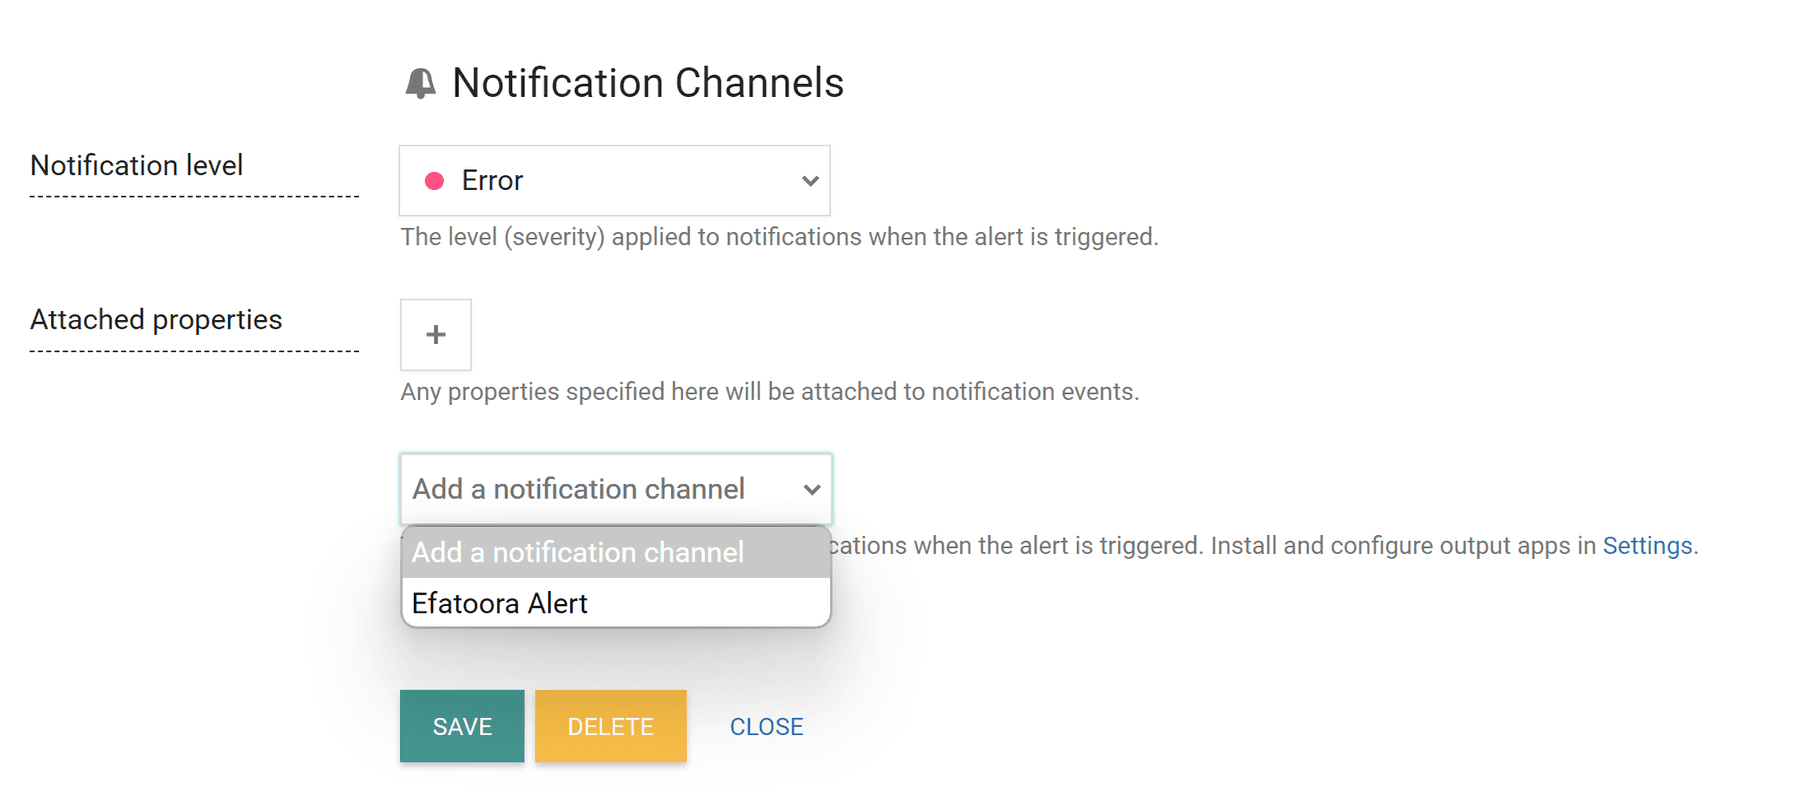 Notification Channels
Notification level
Error
The level (severity) applied to notifications when the alert is triggered.
Attached properties
+
Any properties specified here will be attached to notification events.
Add a notification channel
Add a notification channel
cations when the alert is triggered. Install and configure output apps in Settings.
Efatoora Alert
SAVE
DELETE
CLOSE